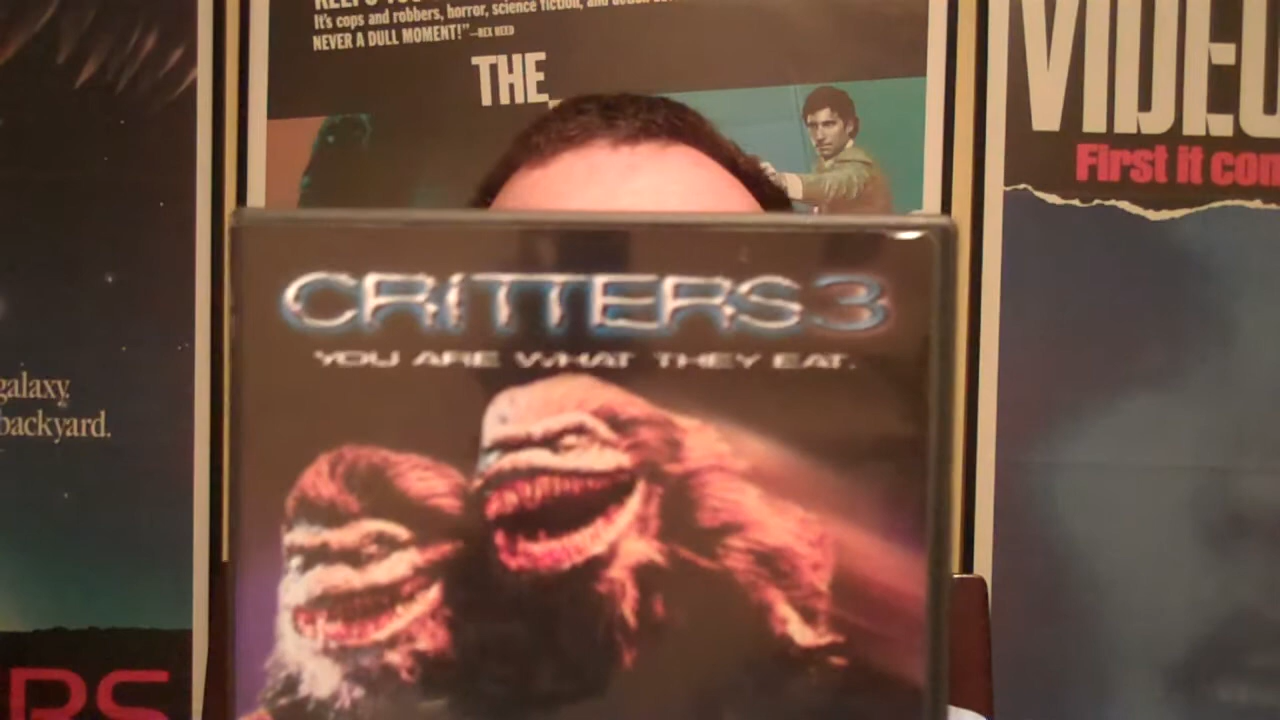 It's cops and robbers, horror, science fiction, and
NEVER A DULL MOMENT!"—REX REED
THE
VIDEO
First it com
CRITTERS 3
YOU ARE WHAT THEY EAT.
galaxy.
backyard.
RS